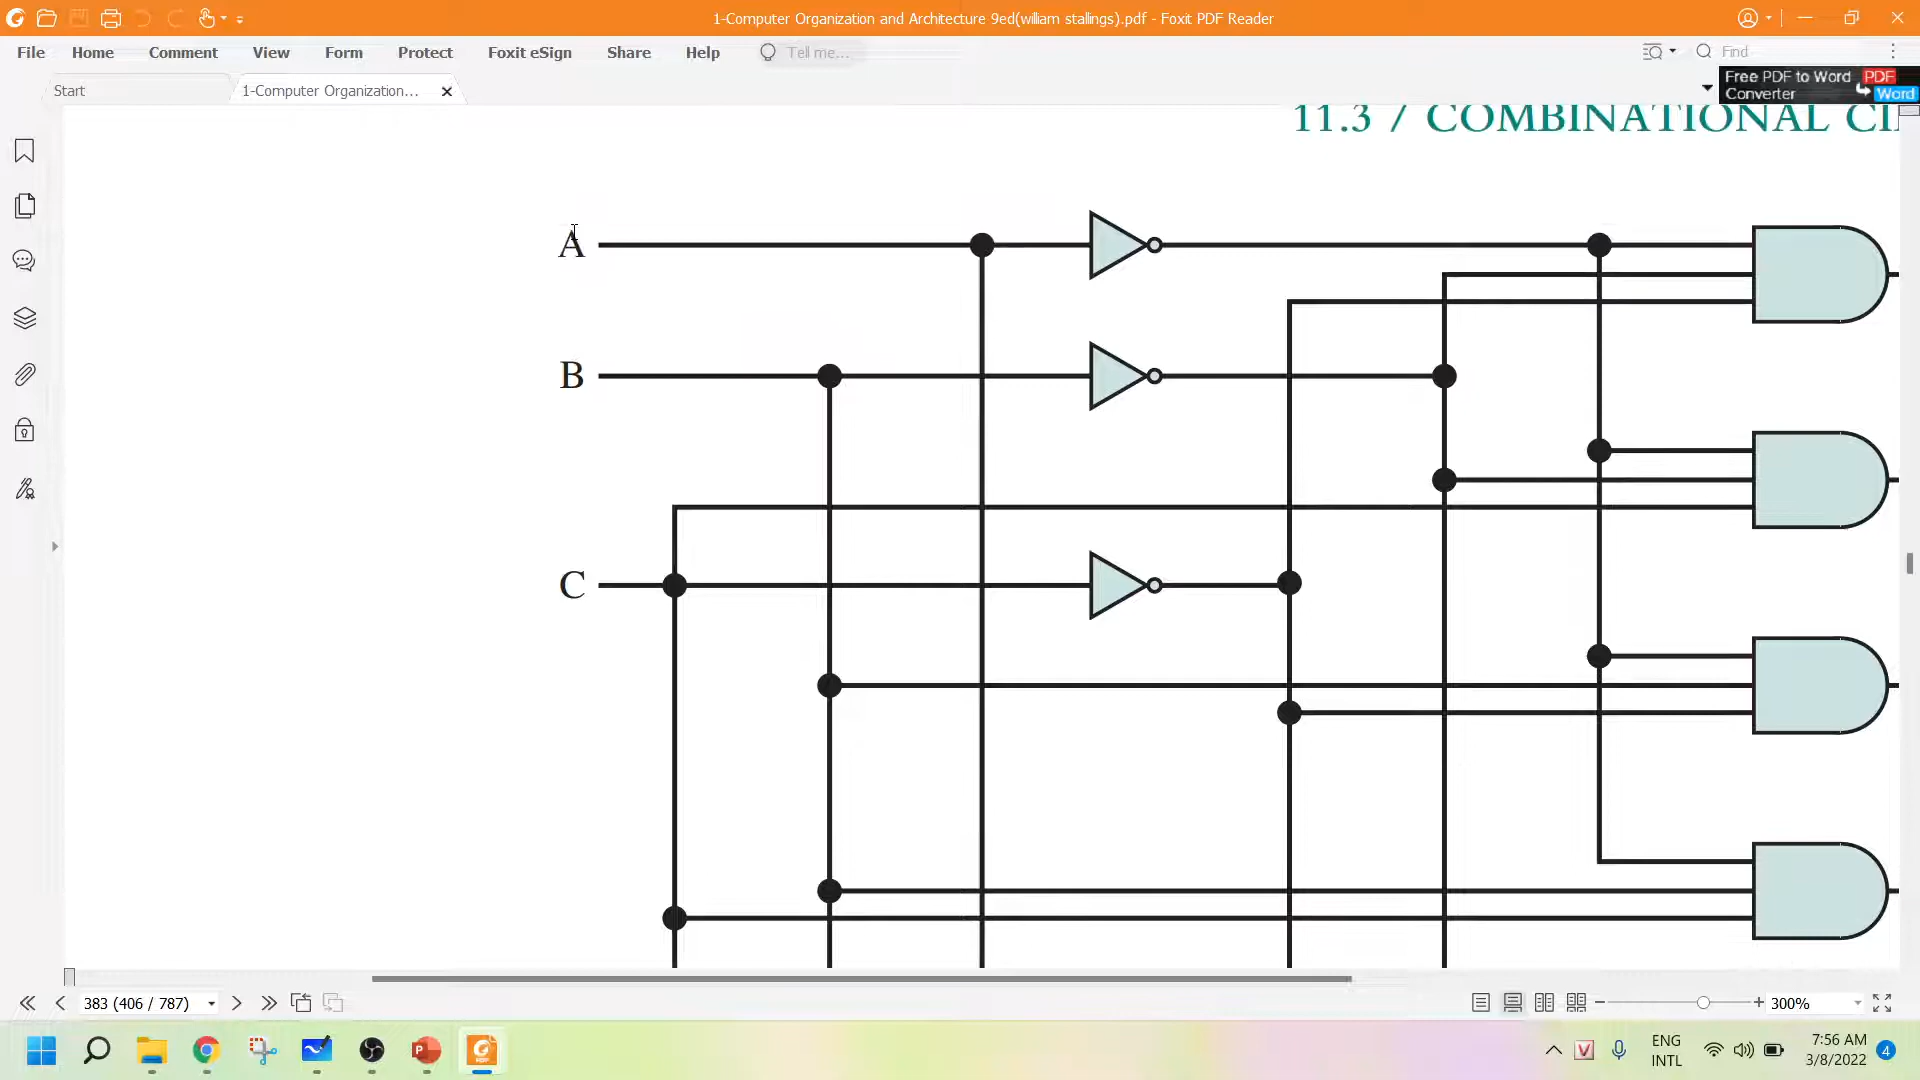 1-Computer Organization and Architecture 9ed(william stallings).pdf - Foxit PDF Reader
File Home Comment View Form Protect Foxit eSign Share Help Tell me... Find
Start 1-Computer Organization...
Free PDF to Word PDF
Converter Word
11.3 / COMBINATIONAL CI
A
B
C
383 (406 / 787) 300%
ENG 7:56 AM
INTL 3/8/2022 4